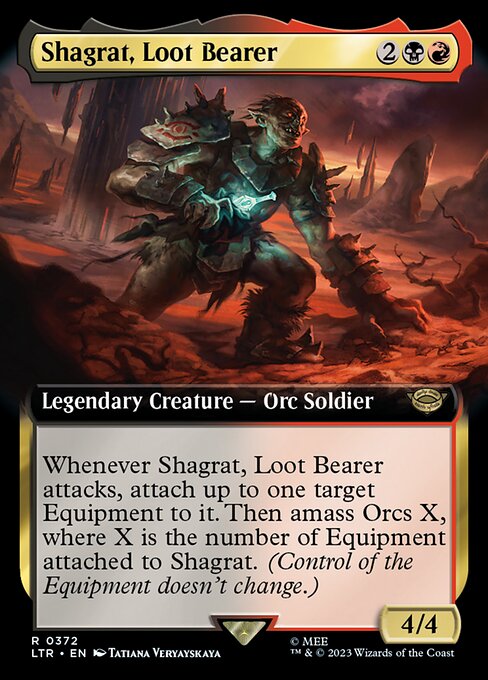 Shagrat, Loot Bearer 2
Legendary Creature — Orc Soldier
Whenever Shagrat, Loot Bearer
attacks, attach up to one target
Equipment to it. Then amass Orcs X,
where X is the number of Equipment
attached to Shagrat. (Control of the
Equipment doesn't change.)
4/4
R 0372
LTR • EN Tatiana Veryayskaya
© MEE
™ & © 2023 Wizards of the Coast